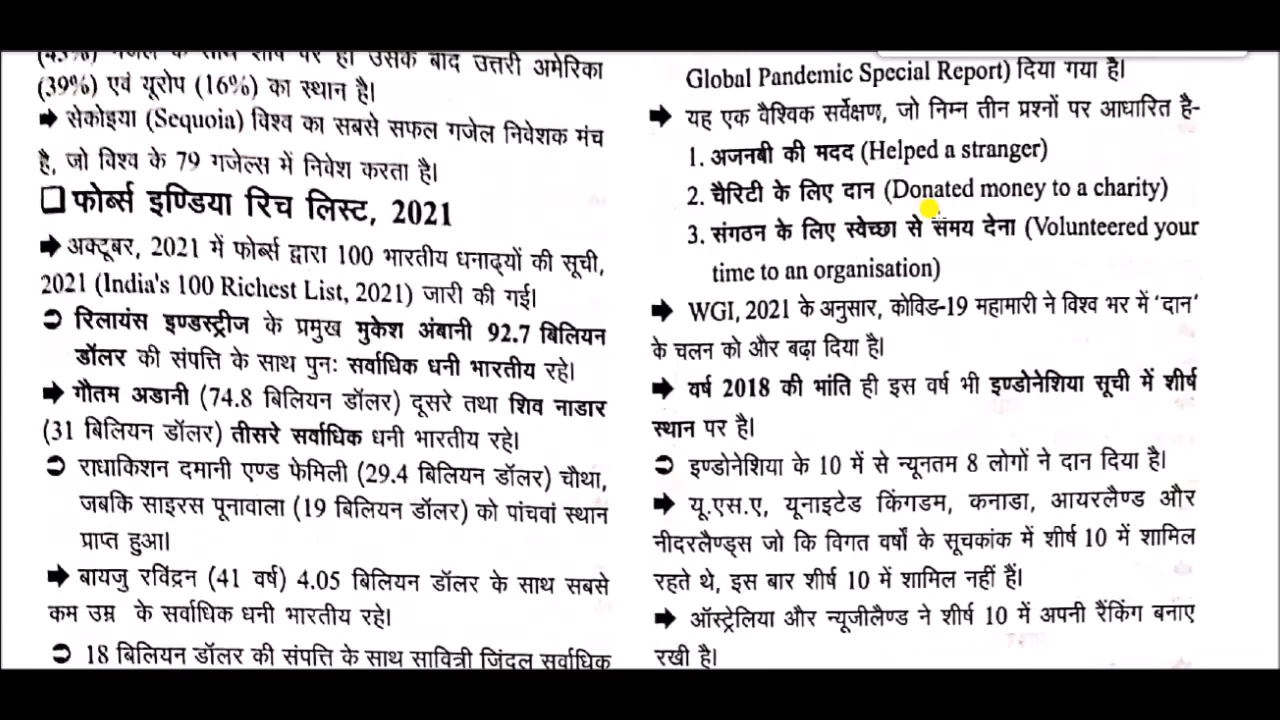 (43%) गजेल के साथ शीर्ष पर है। उसके बाद उत्तरी अमेरिका
(39%) एवं यूरोप (16%) का स्थान है।
➡ सेकोइया (Sequoia) विश्व का सबसे सफल गजेल निवेशक मंच
है, जो विश्व के 79 गजेल्स में निवेश करता है।
❑ फोर्ब्स इण्डिया रिच लिस्ट, 2021
➡ अक्टूबर, 2021 में फोर्ब्स द्वारा 100 भारतीय धनाढ्यों की सूची,
2021 (India's 100 Richest List, 2021) जारी की गई।
➲ रिलायंस इण्डस्ट्रीज के प्रमुख मुकेश अंबानी 92.7 बिलियन
डॉलर की संपत्ति के साथ पुनः सर्वाधिक धनी भारतीय रहे।
➡ गौतम अडानी (74.8 बिलियन डॉलर) दूसरे तथा शिव नाडार
(31 बिलियन डॉलर) तीसरे सर्वाधिक धनी भारतीय रहे।
➲ राधाकिशन दमानी एण्ड फेमिली (29.4 बिलियन डॉलर) चौथा,
जबकि साइरस पूनावाला (19 बिलियन डॉलर) को पांचवां स्थान
प्राप्त हुआ।
➡ बायजु रविंद्रन (41 वर्ष) 4.05 बिलियन डॉलर के साथ सबसे
कम उम्र के सर्वाधिक धनी भारतीय रहे।
➲ 18 बिलियन डॉलर की संपत्ति के साथ सावित्री जिंदल सर्वाधिक
Global Pandemic Special Report) दिया गया है।
➡ यह एक वैश्विक सर्वेक्षण, जो निम्न तीन प्रश्नों पर आधारित है-
1. अजनबी की मदद (Helped a stranger)
2. चैरिटी के लिए दान (Donated money to a charity)
3. संगठन के लिए स्वेच्छा से समय देना (Volunteered your
time to an organisation)
➡ WGI, 2021 के अनुसार, कोविड-19 महामारी ने विश्व भर में 'दान'
के चलन को और बढ़ा दिया है।
➡ वर्ष 2018 की भांति ही इस वर्ष भी इण्डोनेशिया सूची में शीर्ष
स्थान पर है।
➲ इण्डोनेशिया के 10 में से न्यूनतम 8 लोगों ने दान दिया है।
➡ यू.एस.ए, यूनाइटेड किंगडम, कनाडा, आयरलैण्ड और
नीदरलैण्ड्स जो कि विगत वर्षों के सूचकांक में शीर्ष 10 में शामिल
रहते थे, इस बार शीर्ष 10 में शामिल नहीं हैं।
➡ ऑस्ट्रेलिया और न्यूजीलैण्ड ने शीर्ष 10 में अपनी रैंकिंग बनाए
रखी है।